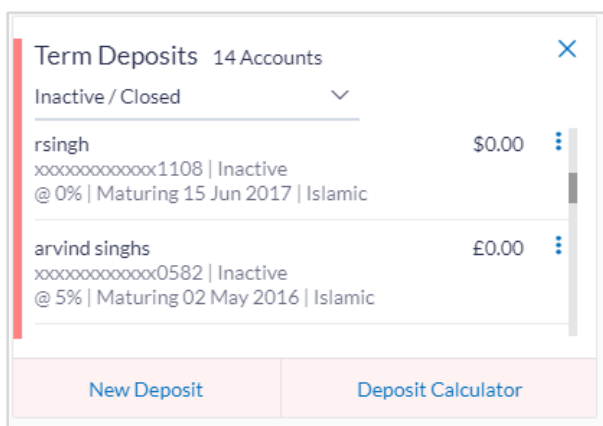 Term Deposits 14 Accounts
Inactive / Closed
rsingh $0.00
xxxxxxxxxxxx1108 | Inactive
@ 0% | Maturing 15 Jun 2017 | Islamic
arvind singhs £0.00
xxxxxxxxxxxx0582 | Inactive
@ 5% | Maturing 02 May 2016 | Islamic
New Deposit Deposit Calculator